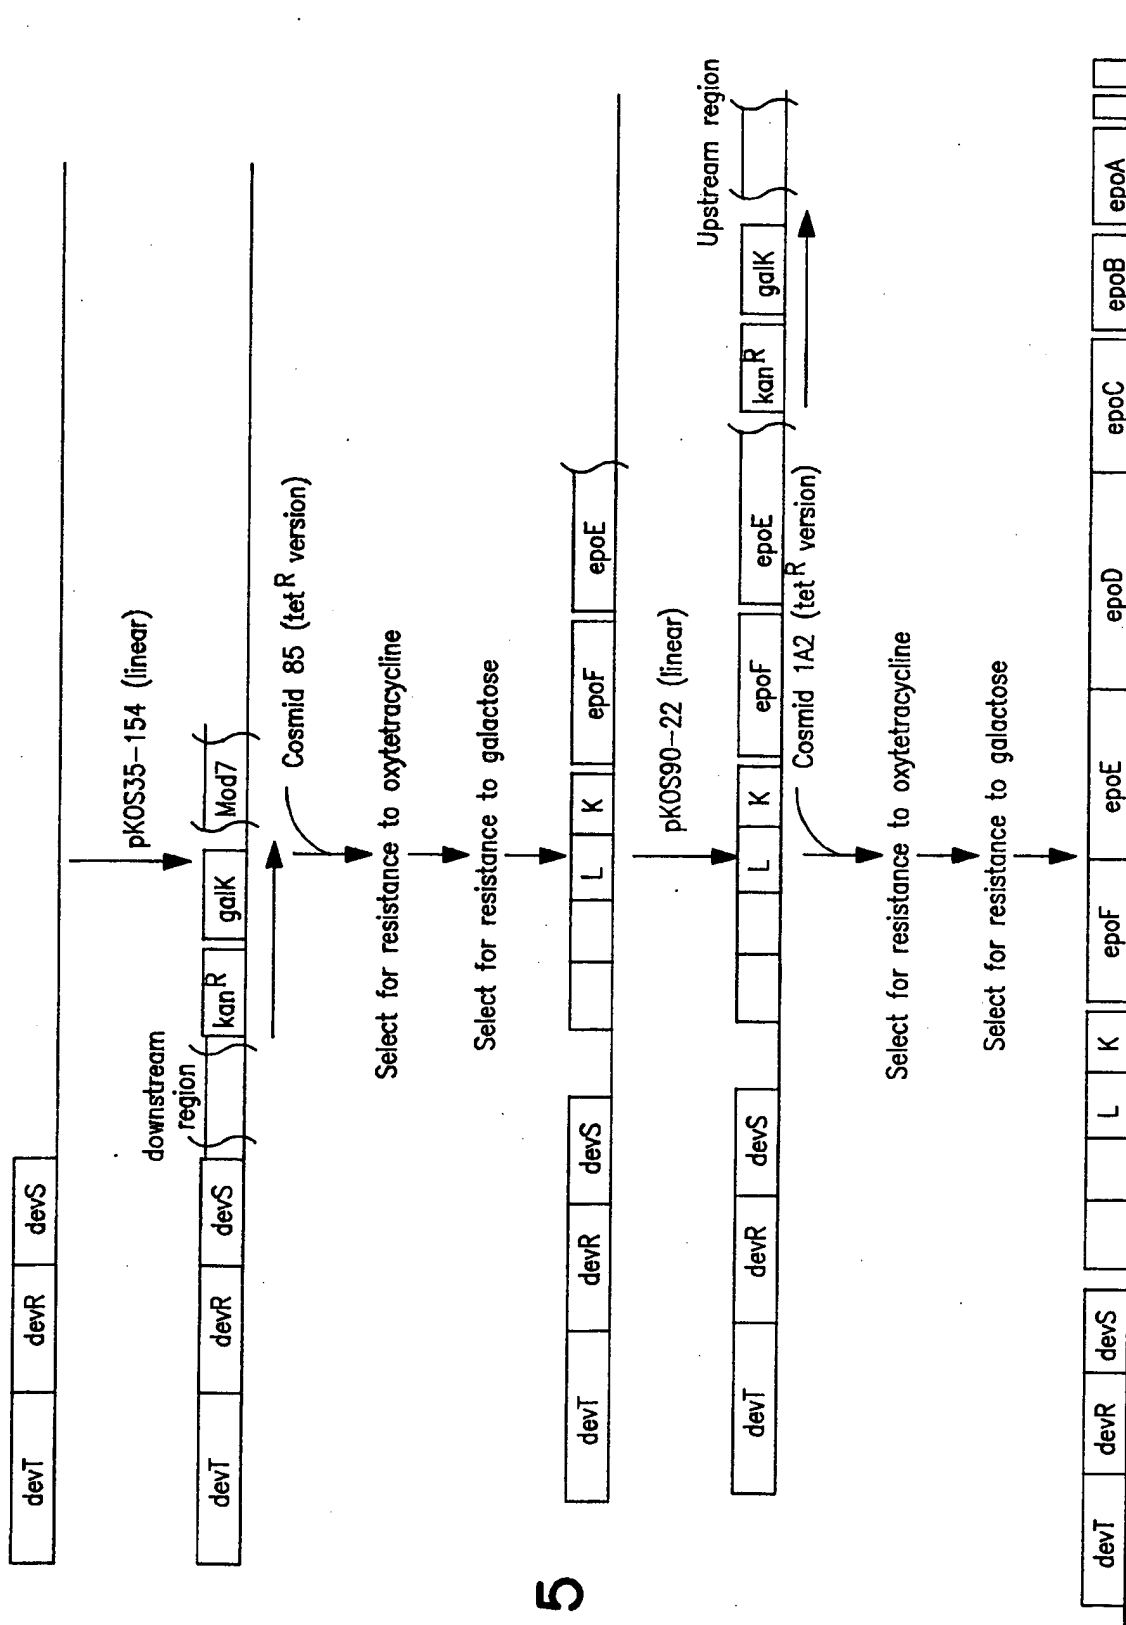 devT devR devS
pKOS35-154 (linear)
downstream
region
devT devR devS kanR galK Mod7
Cosmid 85 (tetR version)
Select for resistance to oxytetracycline
Select for resistance to galactose
devT devR devS L K epoF epoE
pKOS90-22 (linear)
Upstream region
devT devR devS L K epoF epoE kanR galK
Cosmid 1A2 (tetR version)
Select for resistance to oxytetracycline
Select for resistance to galactose
devT devR devS L K epoF epoE epoD epoC epoB epoA
5